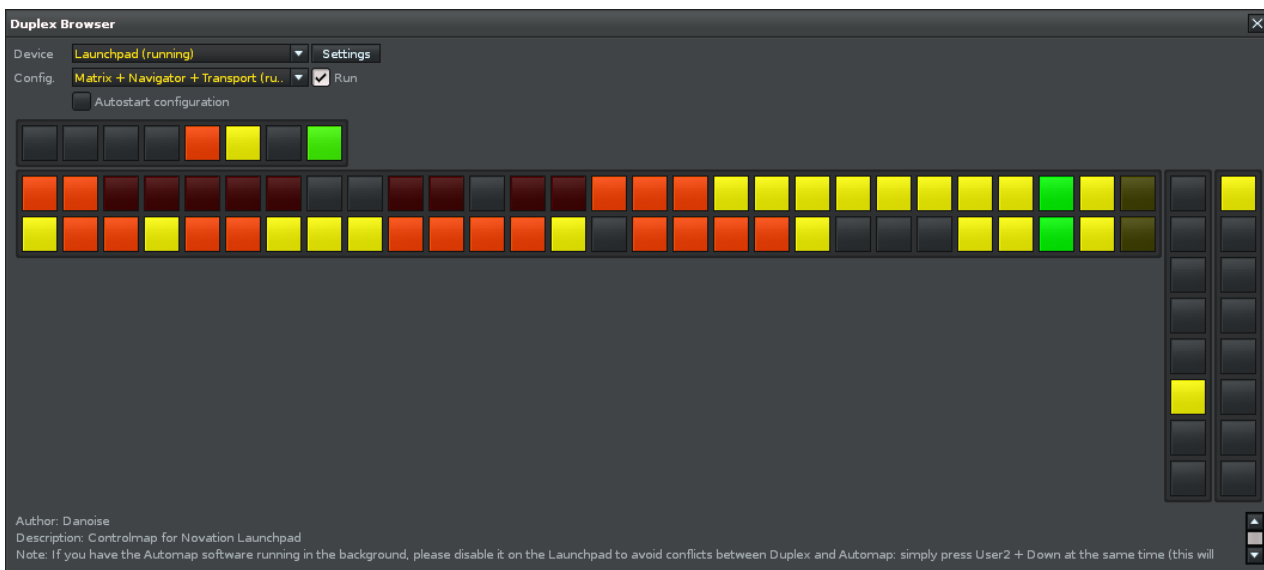 Duplex Browser
Device Launchpad (running) Settings
Config. Matrix + Navigator + Transport (ru.. Run
Autostart configuration
Author: Danoise
Description: Controlmap for Novation Launchpad
Note: If you have the Automap software running in the background, please disable it on the Launchpad to avoid conflicts between Duplex and Automap: simply press User2 + Down at the same time (this will